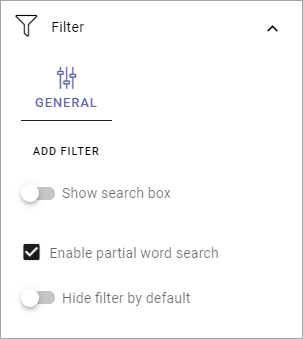 Filter
GENERAL
ADD FILTER
Show search box
Enable partial word search
Hide filter by default